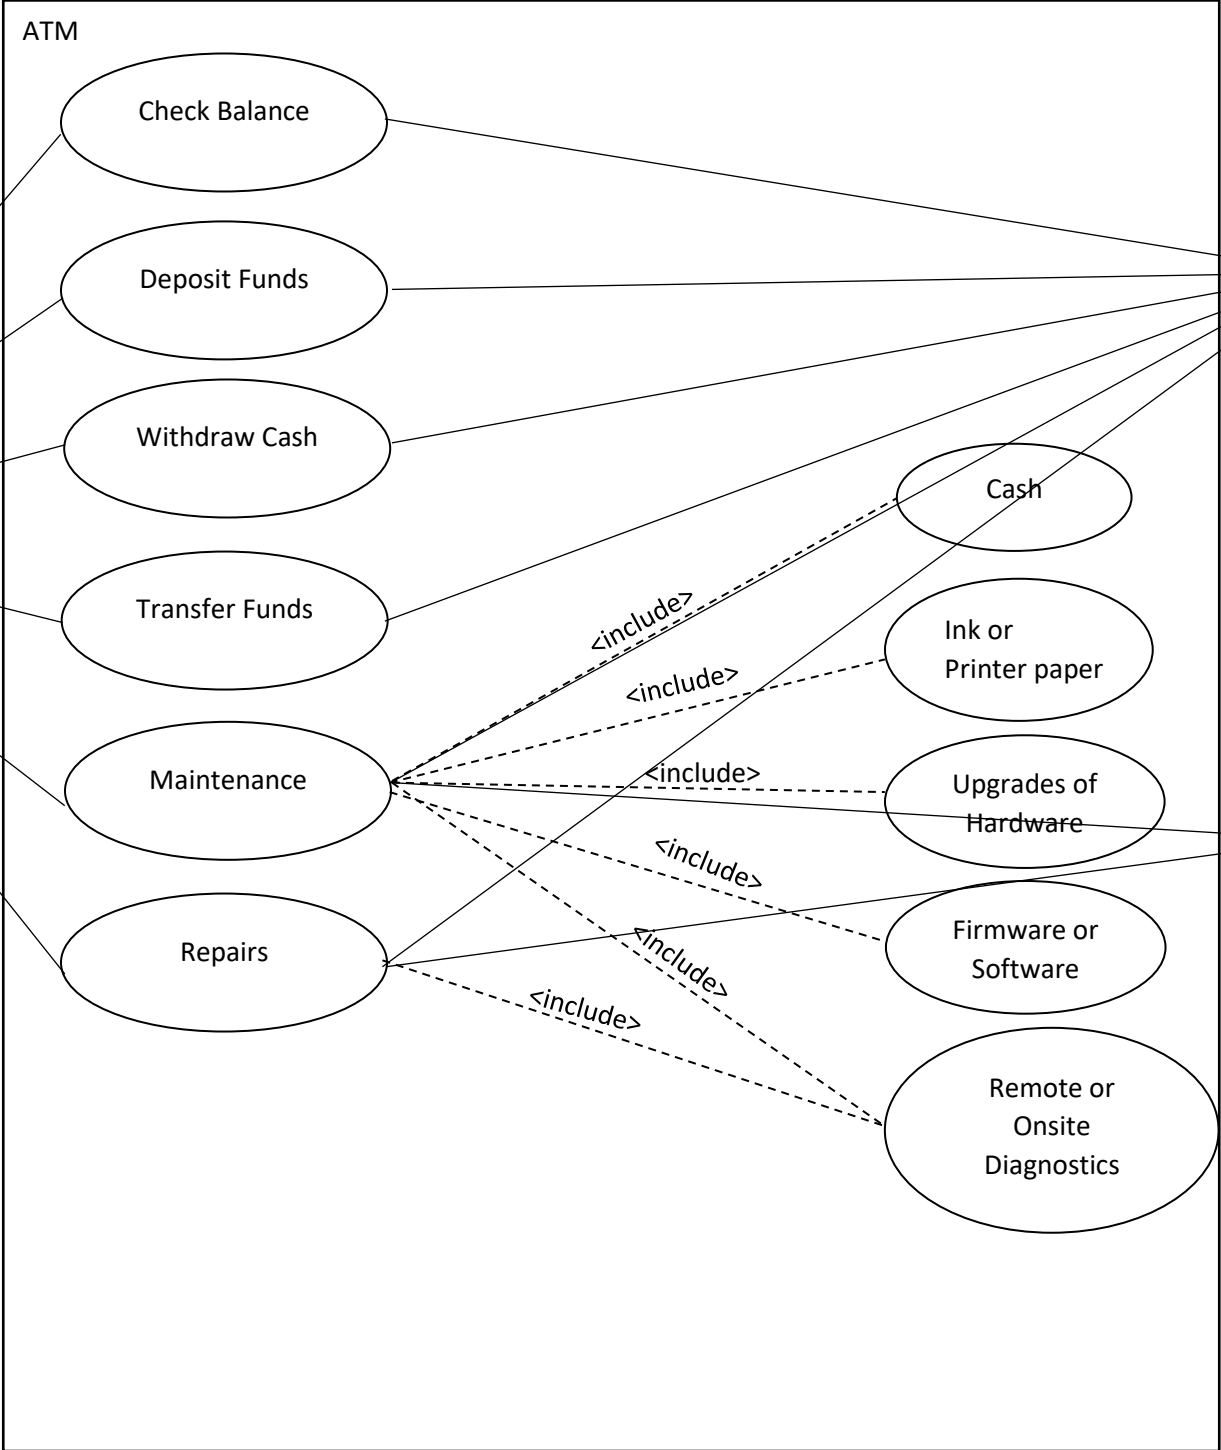 ATM
Check Balance
Deposit Funds
Withdraw Cash
Cash
Transfer Funds
<include>
Ink or
Printer paper
<include>
Maintenance
<include>
Upgrades of
Hardware
<include>
Repairs
<include>
Firmware or
Software
<include>
Remote or
Onsite
Diagnostics